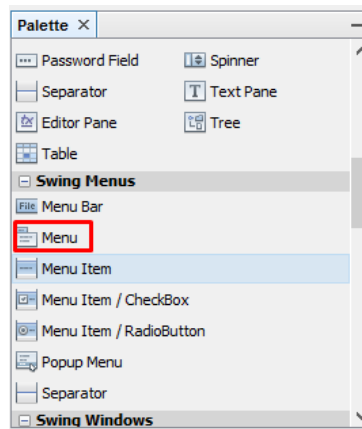 Palette ×
Password Field Spinner
Separator Text Pane
Editor Pane Tree
Table
Swing Menus
File Menu Bar
Menu
Menu Item
Menu Item / CheckBox
Menu Item / RadioButton
Popup Menu
Separator
Swing Windows